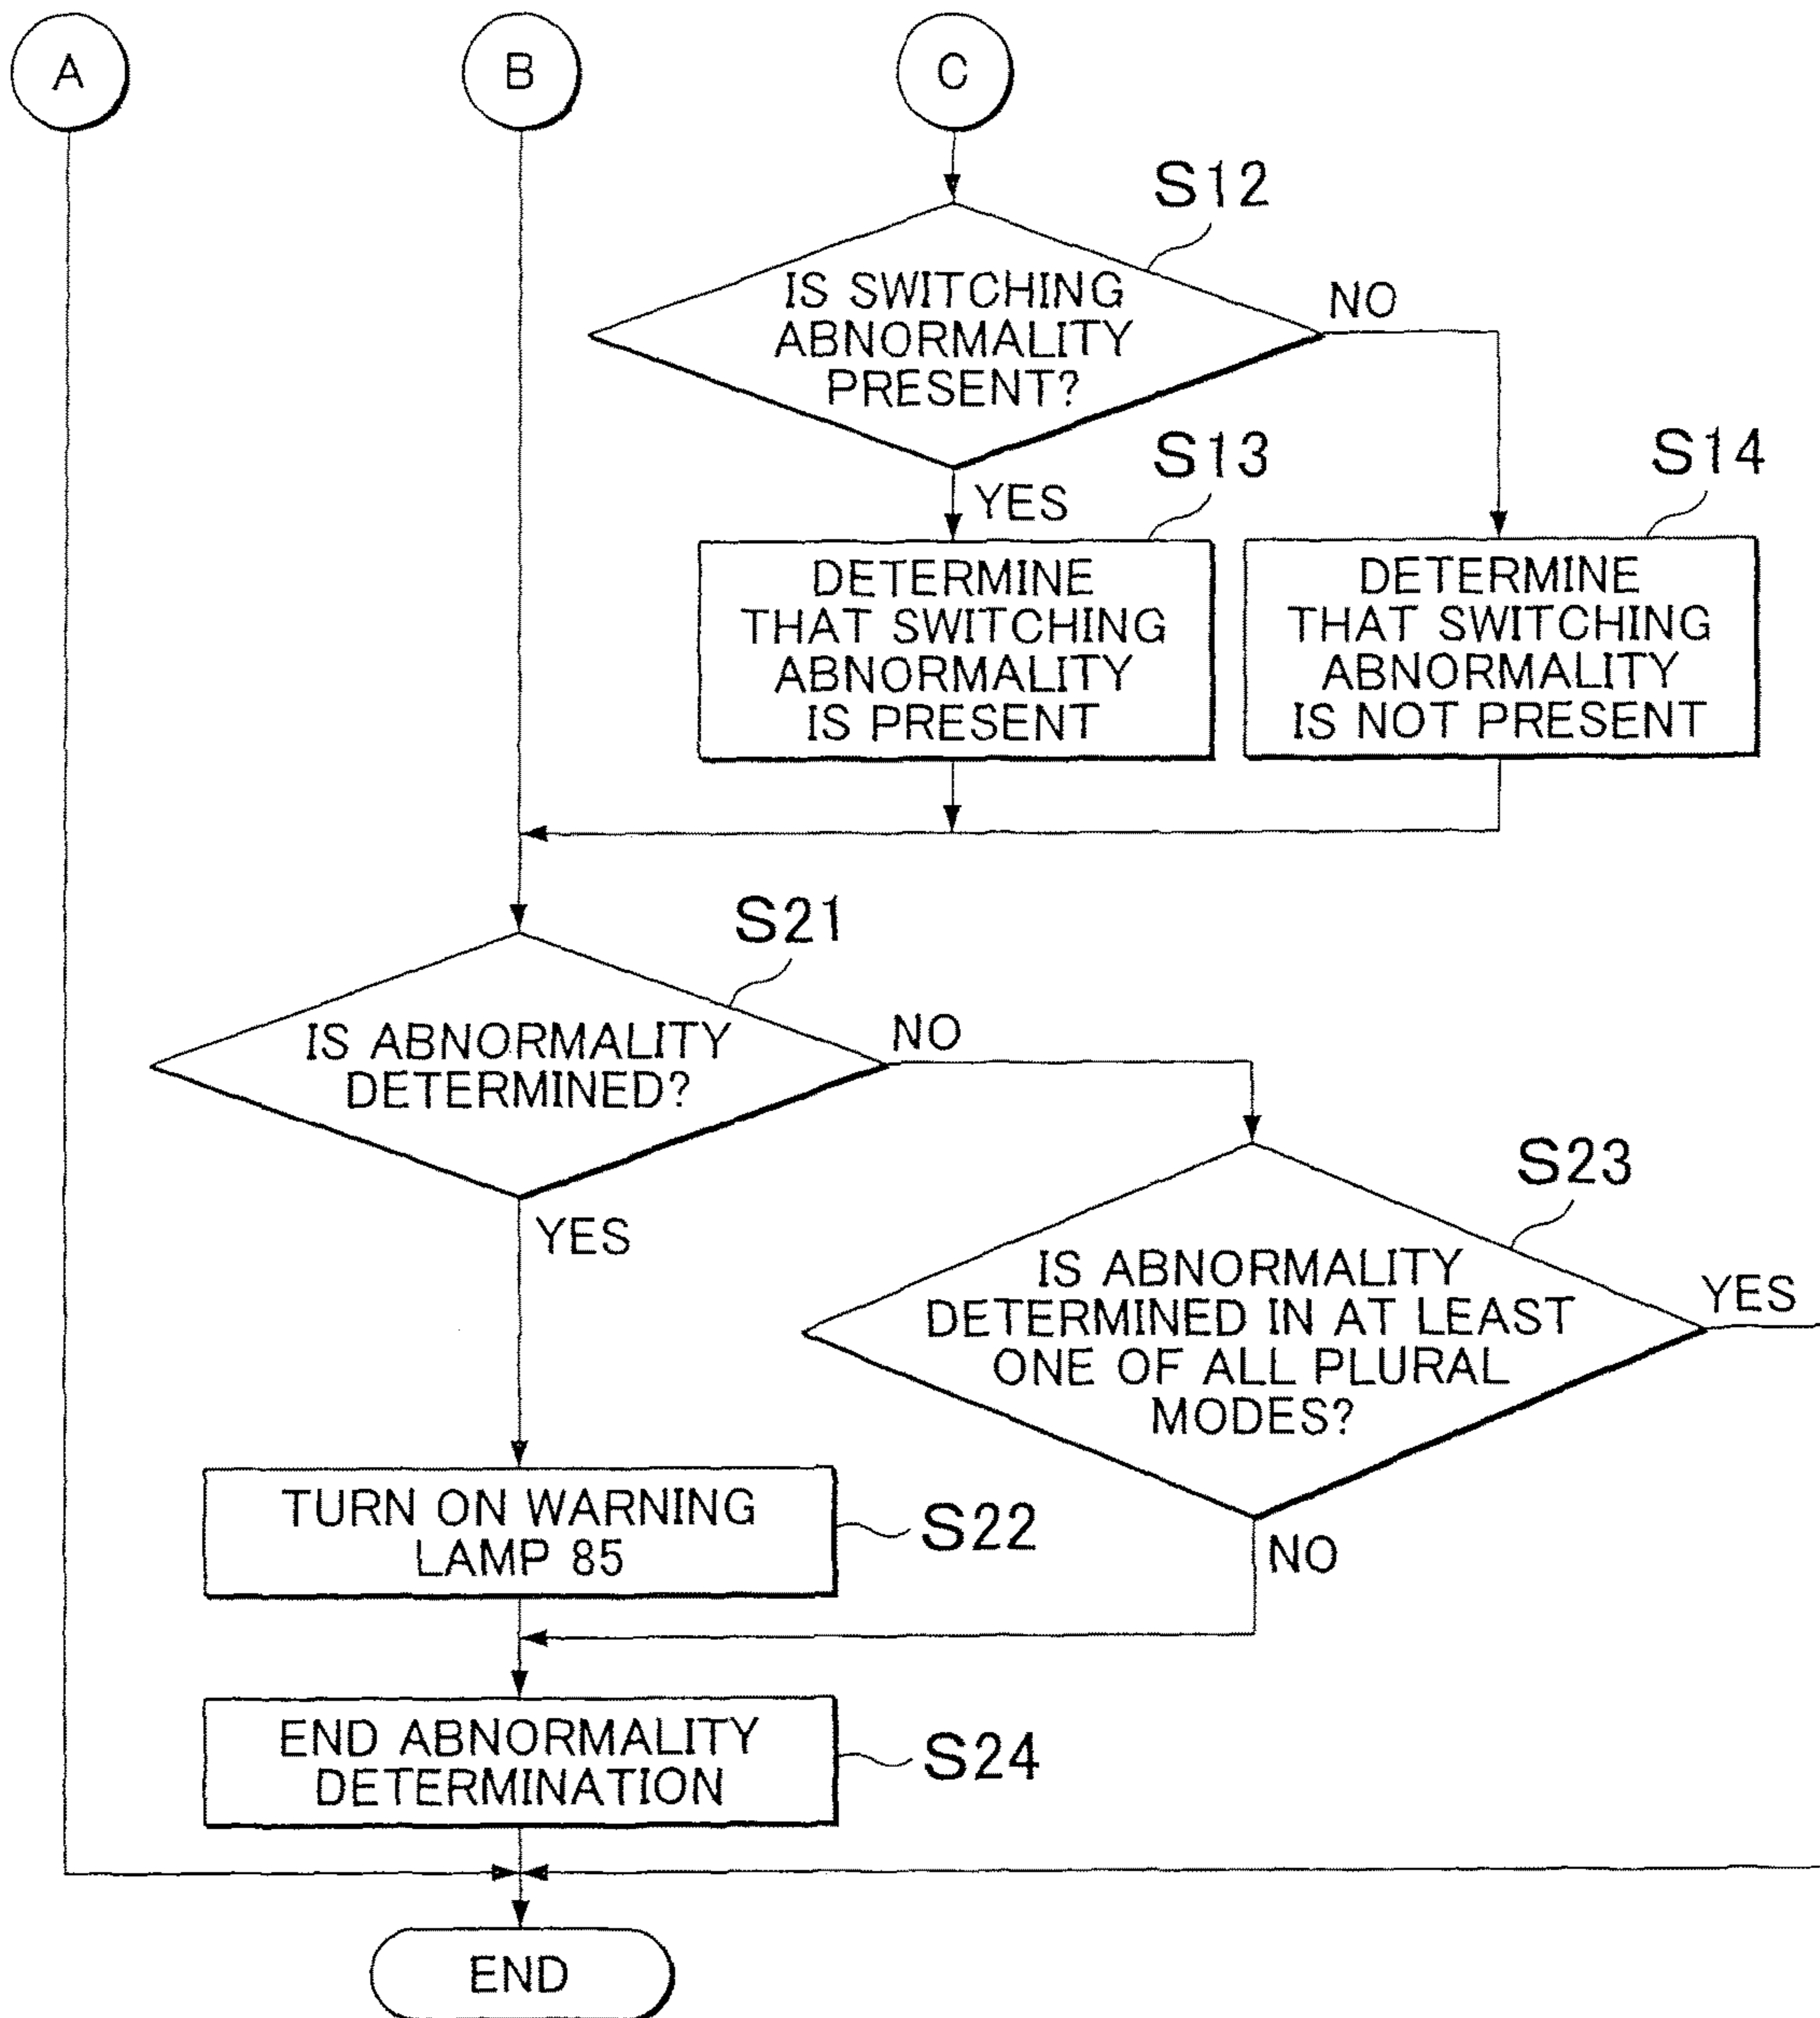 A
B
C
S12
IS SWITCHING
ABNORMALITY
PRESENT?
NO
YES
S13
DETERMINE
THAT SWITCHING
ABNORMALITY
IS PRESENT
S14
DETERMINE
THAT SWITCHING
ABNORMALITY
IS NOT PRESENT
S21
IS ABNORMALITY
DETERMINED?
NO
YES
S23
IS ABNORMALITY
DETERMINED IN AT LEAST
ONE OF ALL PLURAL
MODES?
YES
NO
TURN ON WARNING
LAMP 85
S22
END ABNORMALITY
DETERMINATION
S24
END